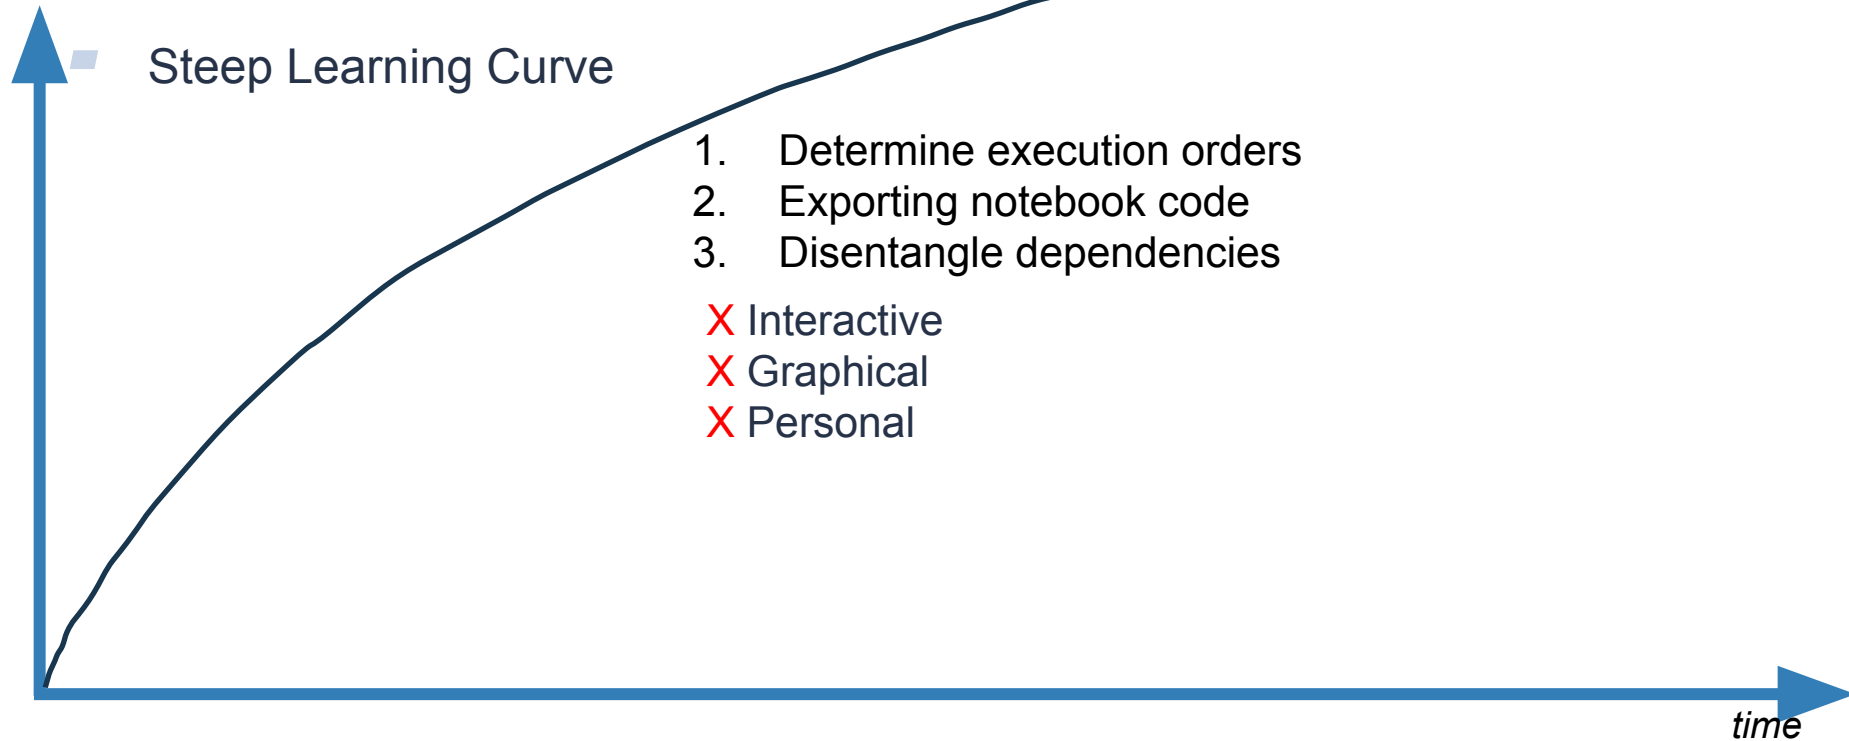 Steep Learning Curve
1. Determine execution orders
2. Exporting notebook code
3. Disentangle dependencies
X Interactive
X Graphical
X Personal
time